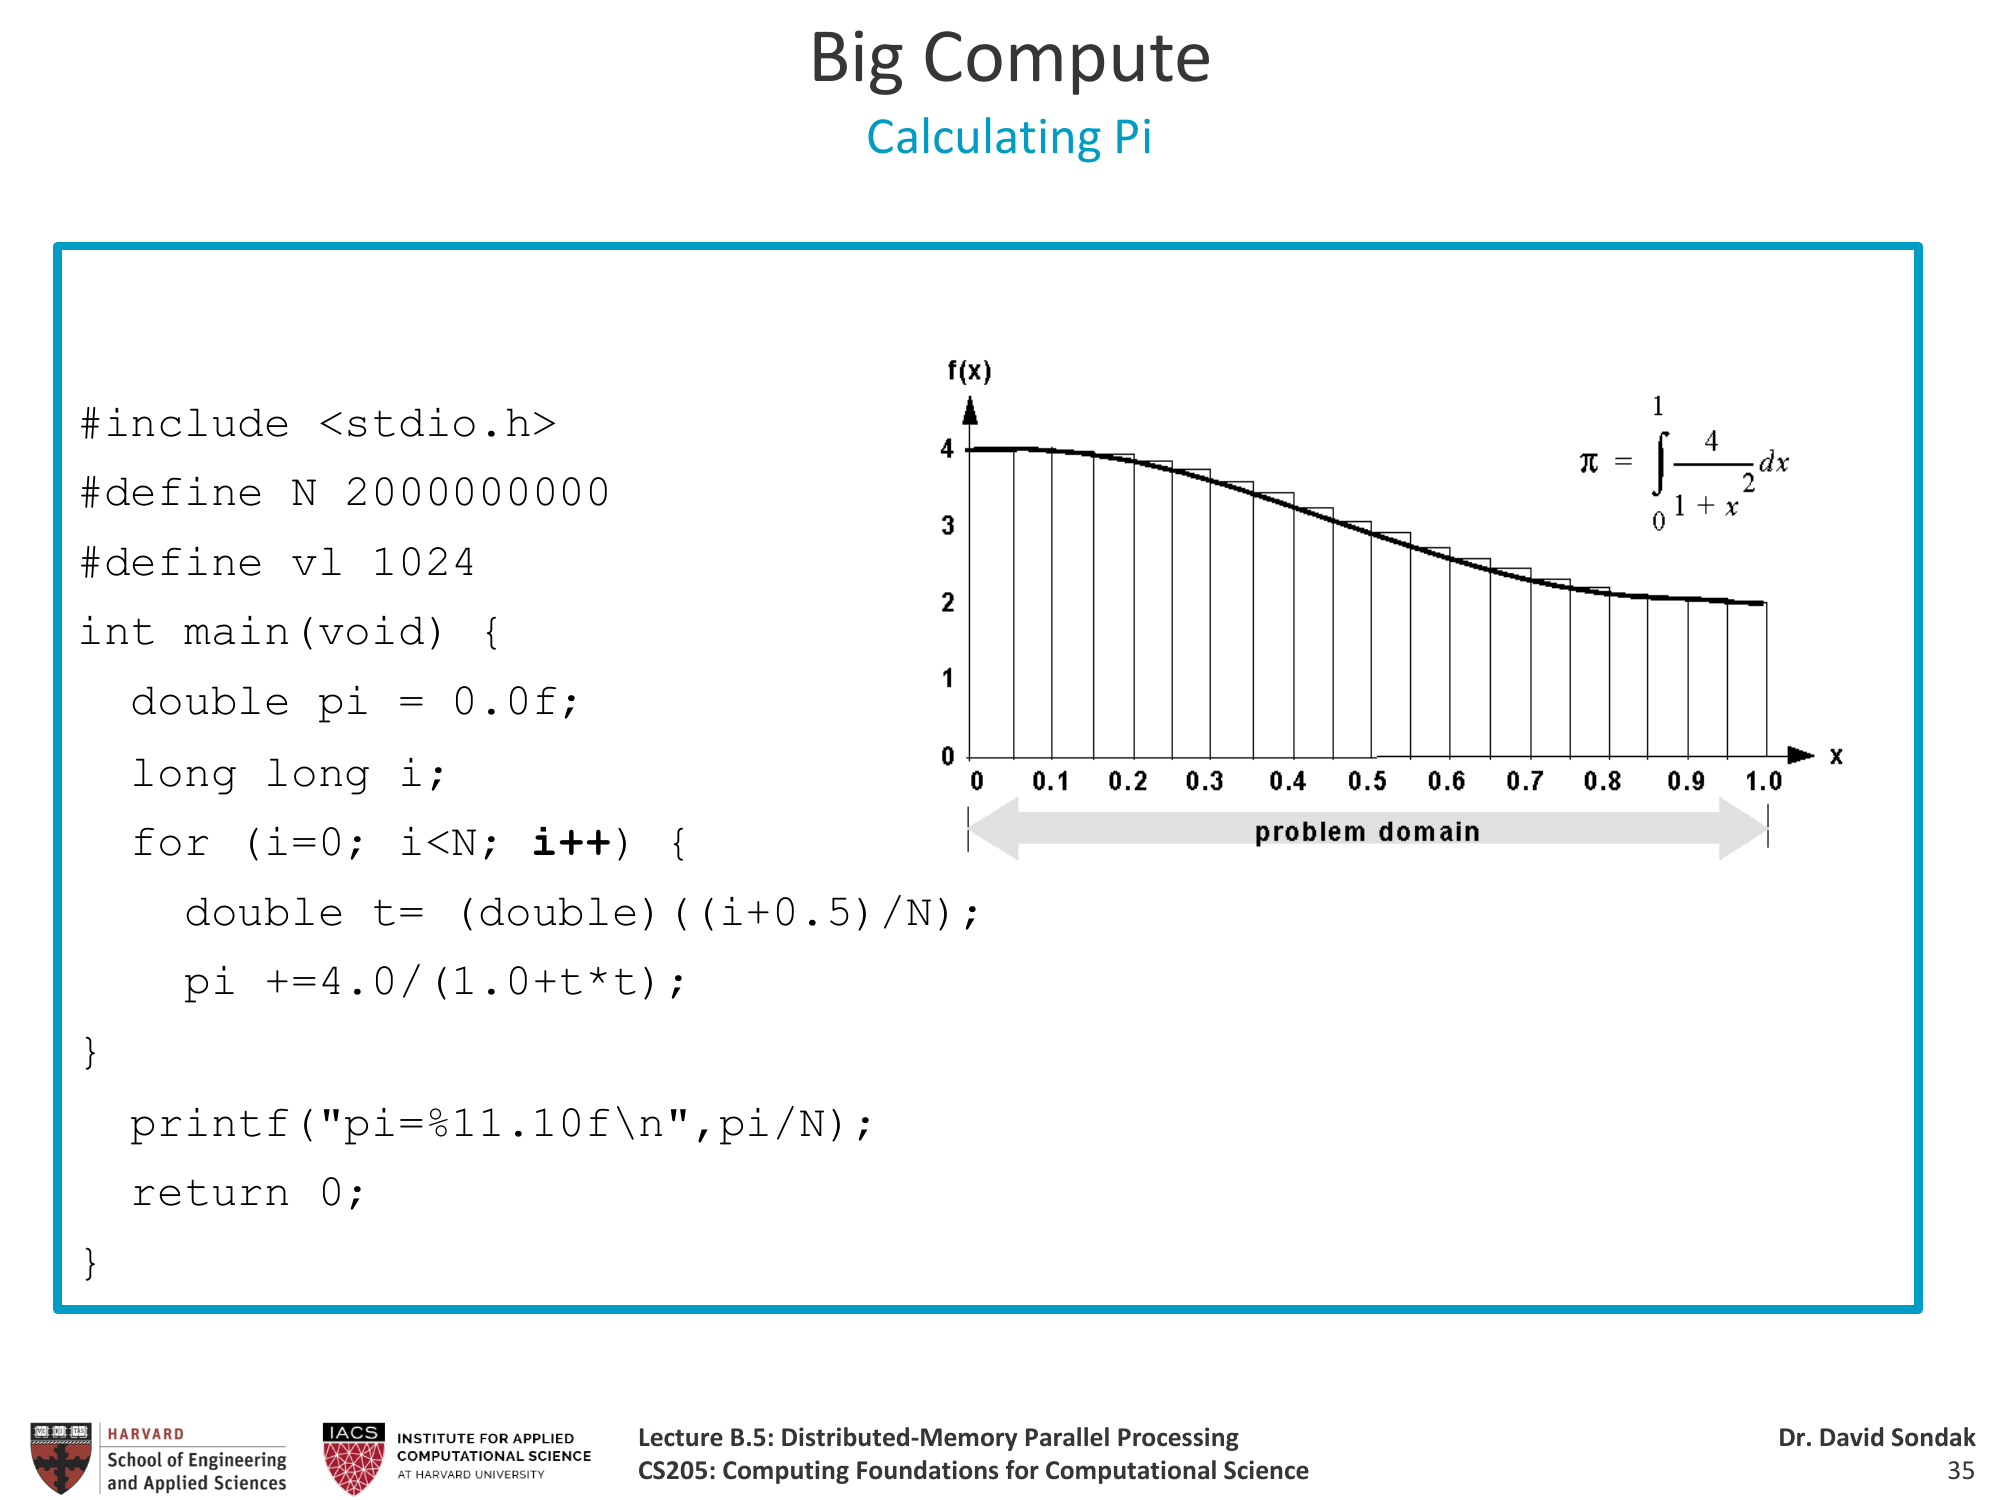 Big Compute
Calculating Pi
#include <stdio.h>
#define N 2000000000
#define vl 1024
int main(void) {
  double pi = 0.0f;
  long long i;
  for (i=0; i<N; i++) {
    double t= (double)((i+0.5)/N);
    pi +=4.0/(1.0+t*t);
}
  printf("pi=%11.10f\n",pi/N);
  return 0;
}
f(x)
4
3
2
1
0
0 0.1 0.2 0.3 0.4 0.5 0.6 0.7 0.8 0.9 1.0
x
problem domain
1
π = ∫ 4 dx
0 1 + x 2
HARVARD
School of Engineering
and Applied Sciences
IACS
INSTITUTE FOR APPLIED
COMPUTATIONAL SCIENCE
AT HARVARD UNIVERSITY
Lecture B.5: Distributed-Memory Parallel Processing
CS205: Computing Foundations for Computational Science
Dr. David Sondak
35